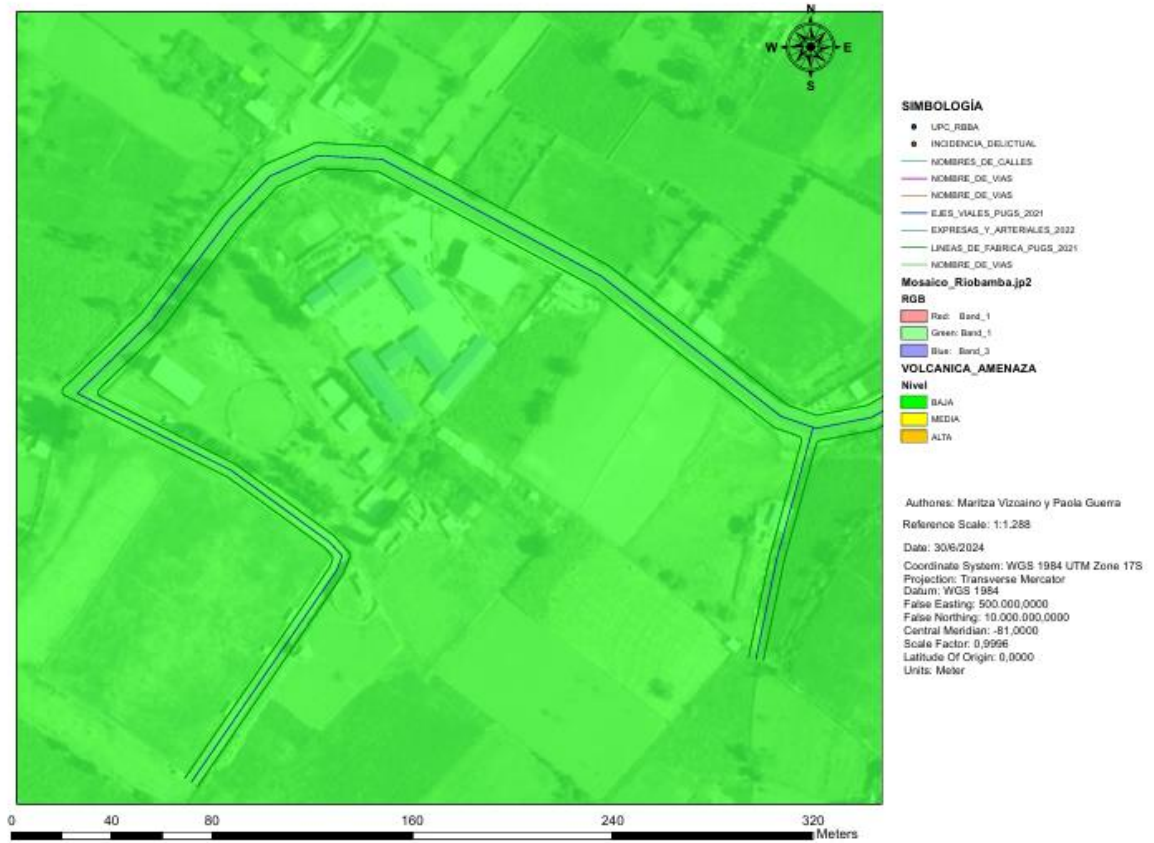 N
W
E
S
SIMBOLOGÍA
UPC_RBBA
INCIDENCIA_DELICTUAL
NOMBRES_DE_CALLES
NOMBRE_DE_VIAS
NOMBRE_DE_VIAS
EJES_VIALES_PUGS_2021
EXPRESAS_Y_ARTERIALES_2022
LINEAS_DE_FABRICA_PUGS_2021
NOMBRE_DE_VIAS
Mosaico_Riobamba.jp2
RGB
Red: Band_1
Green: Band_1
Blue: Band_3
VOLCANICA_AMENAZA
Nivel
BAJA
MEDIA
ALTA
Authores: Maritza Vizcaino y Paola Guerra
Reference Scale: 1:1.288
Date: 30/6/2024
Coordinate System: WGS 1984 UTM Zone 17S
Projection: Transverse Mercator
Datum: WGS 1984
False Easting: 500.000,0000
False Northing: 10.000.000,0000
Central Meridian: -81,0000
Scale Factor: 0,9996
Latitude Of Origin: 0,0000
Units: Meter
0 40 80 160 240 320
Meters